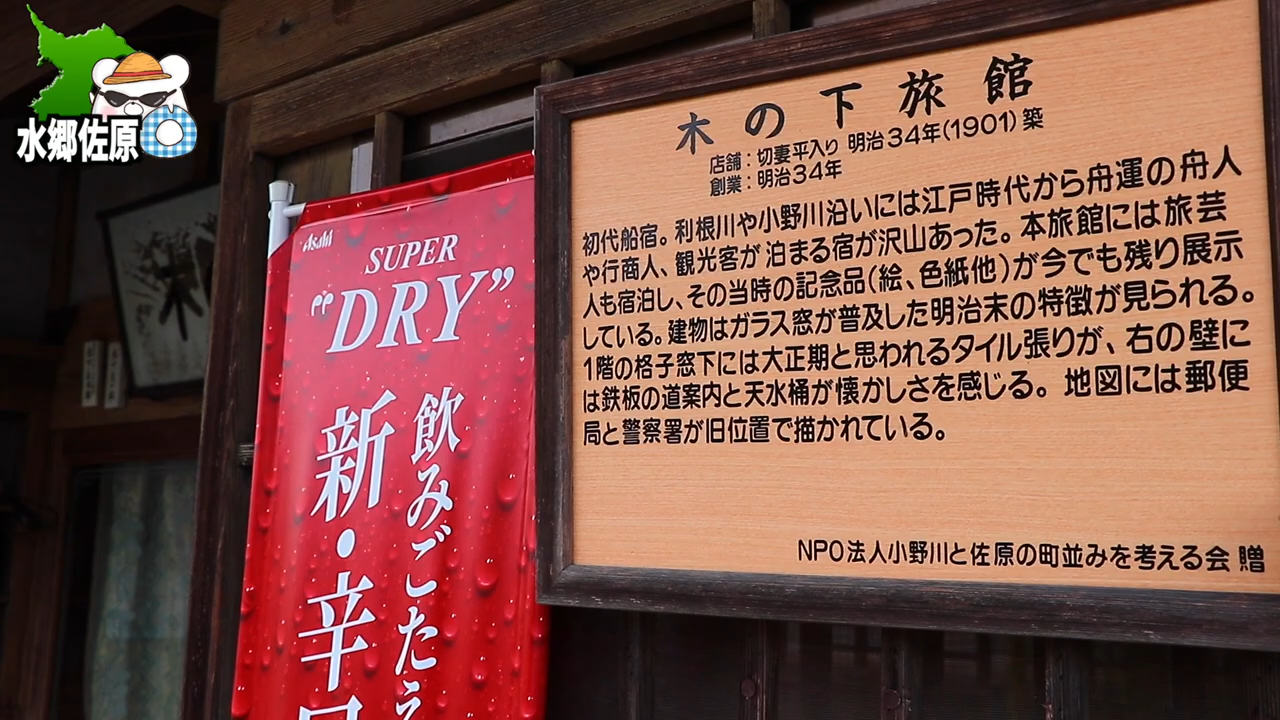 水郷佐原
木の下旅館
店舗：切妻平入り 明治34年（1901）築
創業：明治34年
初代船宿。利根川や小野川沿いには江戸時代から舟運の舟人
や行商人、観光客が泊まる宿が沢山あった。本旅館には旅芸
人も宿泊し、その当時の記念品（絵、色紙他）が今でも残り展示
している。建物はガラス窓が普及した明治末の特徴が見られる。
1階の格子窓下には大正期と思われるタイル張りが、右の壁に
は鉄板の道案内と天水桶が懐かしさを感じる。地図には郵便
局と警察署が旧位置で描かれている。
NPO法人小野川と佐原の町並みを考える会 贈
Asahi
SUPER
"DRY"
飲みごたえ
新・辛口